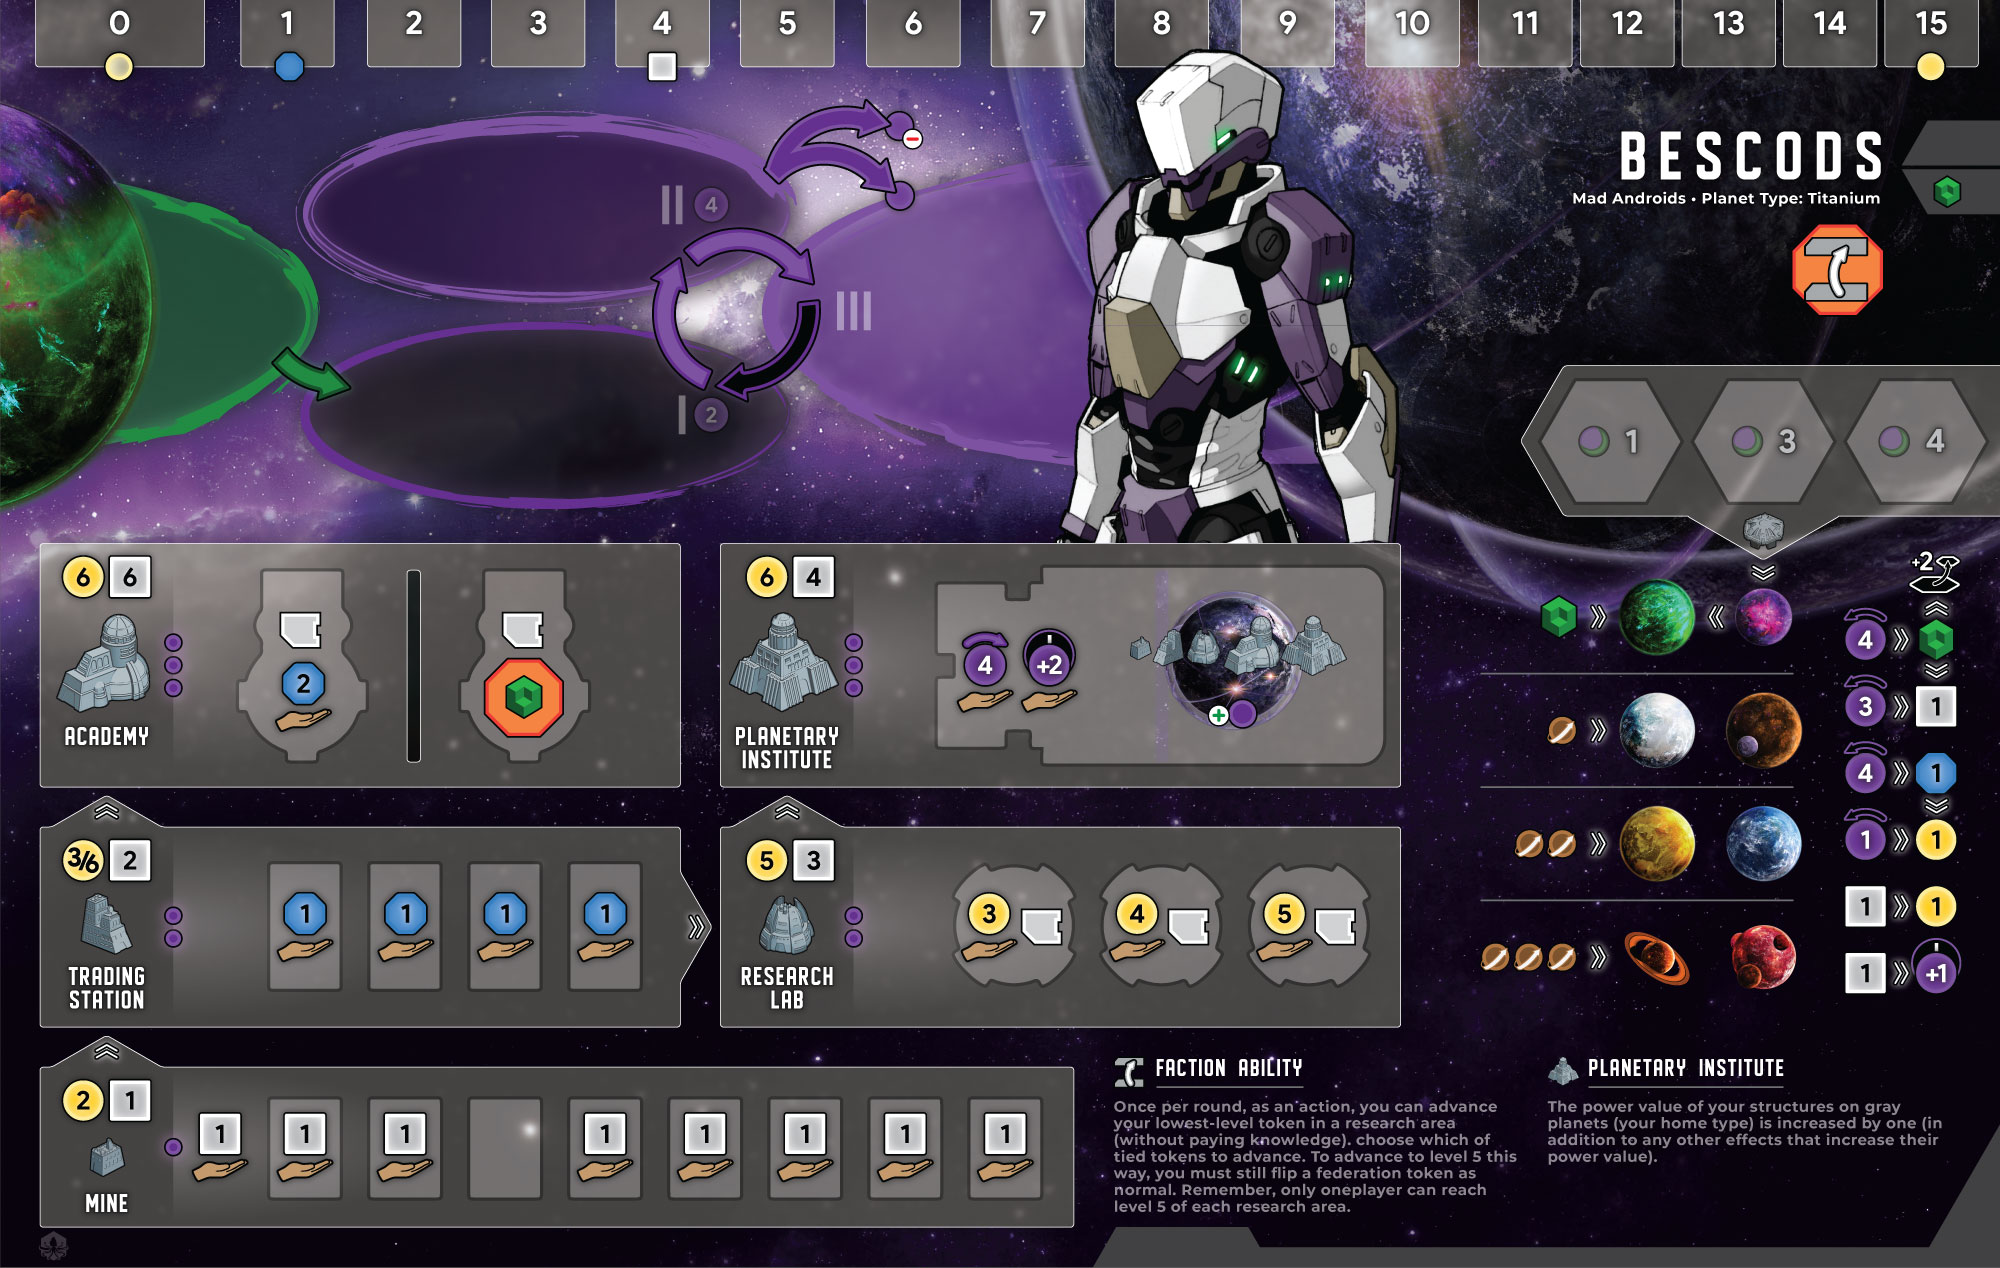 0 1 2 3 4 5 6 7 8 9 10 11 12 13 14 15
BESCODS
Mad Androids • Planet Type: Titanium
II 4
III
I 2
1 3 4
6 6
ACADEMY
2
6 4
PLANETARY
INSTITUTE
4 +2
3/6 2
TRADING
STATION
1 1 1 1
5 3
RESEARCH
LAB
3 4 5
2 1
MINE
1 1 1 1 1 1 1 1
+2
4
3 1
4 1
1 1
1 1
1 +1
FACTION ABILITY
Once per round, as an action, you can advance
your lowest-level token in a research area
(without paying knowledge). choose which of
tied tokens to advance. To advance to level 5 this
way, you must still flip a federation token as
normal. Remember, only oneplayer can reach
level 5 of each research area.
PLANETARY INSTITUTE
The power value of your structures on gray
planets (your home type) is increased by one (in
addition to any other effects that increase their
power value).